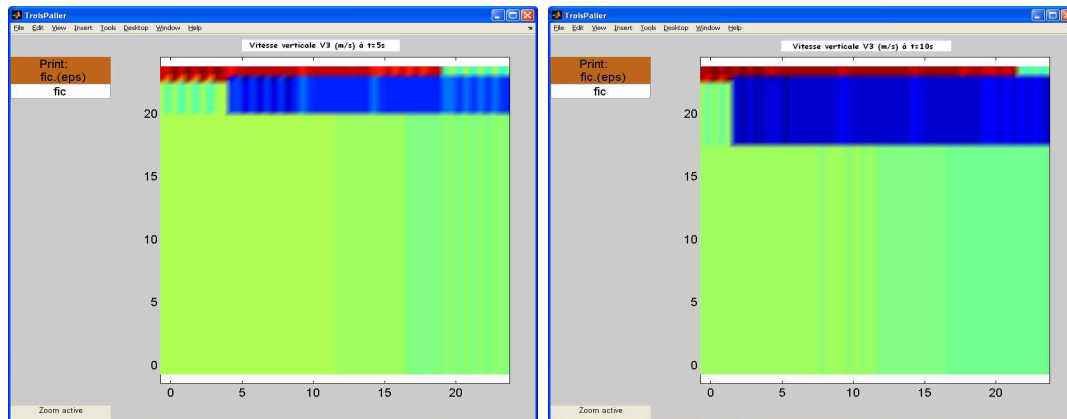 TroisPalier
File Edit View Insert Tools Desktop Window Help
Vitesse verticale V3 (m/s) à t=5s
Print:
fic.(eps)
fic
20
15
10
5
0
0 5 10 15 20
Zoom active
TroisPalier
File Edit View Insert Tools Desktop Window Help
Vitesse verticale V3 (m/s) à t=10s
Print:
fic.(eps)
fic
20
15
10
5
0
0 5 10 15 20
Zoom active